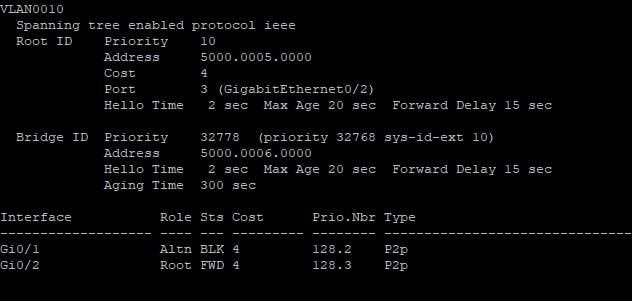 VLAN0010
  Spanning tree enabled protocol ieee
  Root ID    Priority    10
             Address     5000.0005.0000
             Cost        4
             Port        3 (GigabitEthernet0/2)
             Hello Time   2 sec  Max Age 20 sec  Forward Delay 15 sec

  Bridge ID  Priority    32778  (priority 32768 sys-id-ext 10)
             Address     5000.0006.0000
             Hello Time   2 sec  Max Age 20 sec  Forward Delay 15 sec
             Aging Time  300 sec

Interface           Role Sts Cost      Prio.Nbr Type
------------------- ---- --- --------- -------- --------------------------------
Gi0/1               Altn BLK 4         128.2    P2p
Gi0/2               Root FWD 4         128.3    P2p